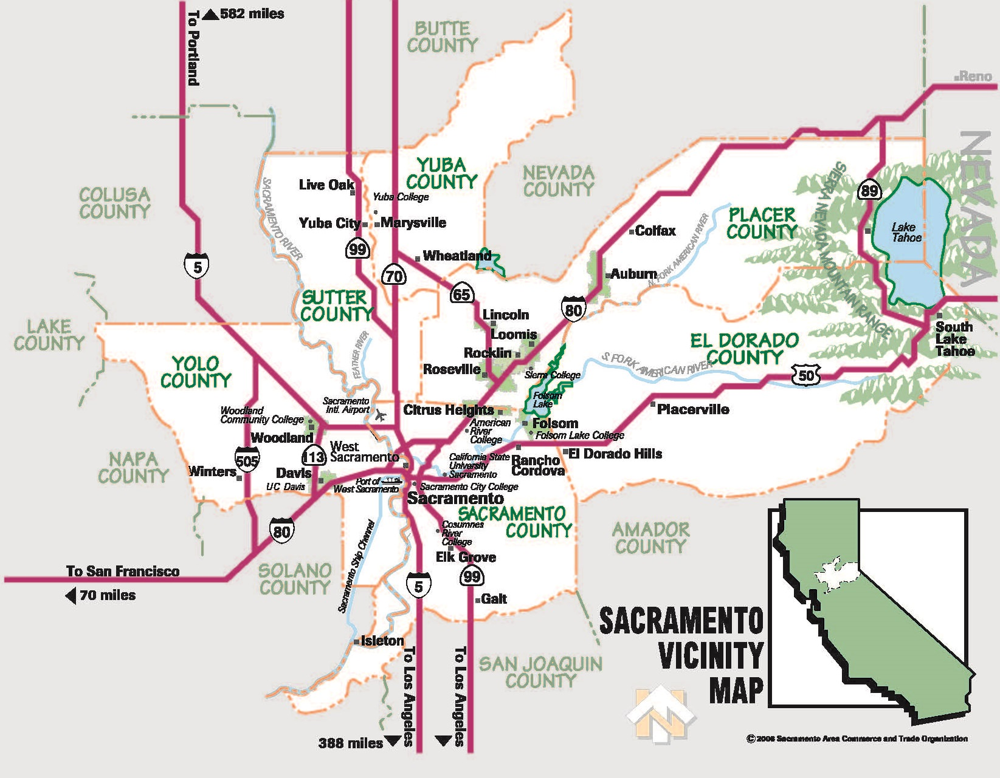 To Portland
582 miles
BUTTE
COUNTY
Reno
NEVADA
YUBA
COUNTY
NEVADA
COUNTY
SIERRA NEVADA MOUNTAIN RANGE
89
Live Oak
SACRAMENTO RIVER
COLUSA
COUNTY
Yuba College
PLACER
COUNTY
Yuba City
Marysville
Colfax
N. FORK AMERICAN RIVER
Lake
Tahoe
99
Wheatland
5
70
Auburn
65
SUTTER
COUNTY
80
Lincoln
LAKE
COUNTY
Loomis
South
Lake
Tahoe
EL DORADO
COUNTY
Rocklin
FEATHER RIVER
YOLO
COUNTY
Roseville
Sierra College
S. FORK AMERICAN RIVER
50
Folsom
Lake
Sacramento
Intl. Airport
Citrus Heights
Placerville
Woodland
Community College
American
River
College
Folsom
Folsom Lake College
Woodland
NAPA
COUNTY
505
113
West
Sacramento
California State
University
Sacramento
Rancho
Cordova
El Dorado Hills
Winters
Davis
UC Davis
Port of
West Sacramento
Sacramento City College
Sacramento
SACRAMENTO
COUNTY
80
Cosumnes
River
College
AMADOR
COUNTY
Sacramento Ship Channel
Elk Grove
To San Francisco
70 miles
SOLANO
COUNTY
5
99
Galt
SACRAMENTO
VICINITY
MAP
Isleton
To Los Angeles
To Los Angeles
SAN JOAQUIN
COUNTY
388 miles
N
© 2006 Sacramento Area Commerce and Trade Organization